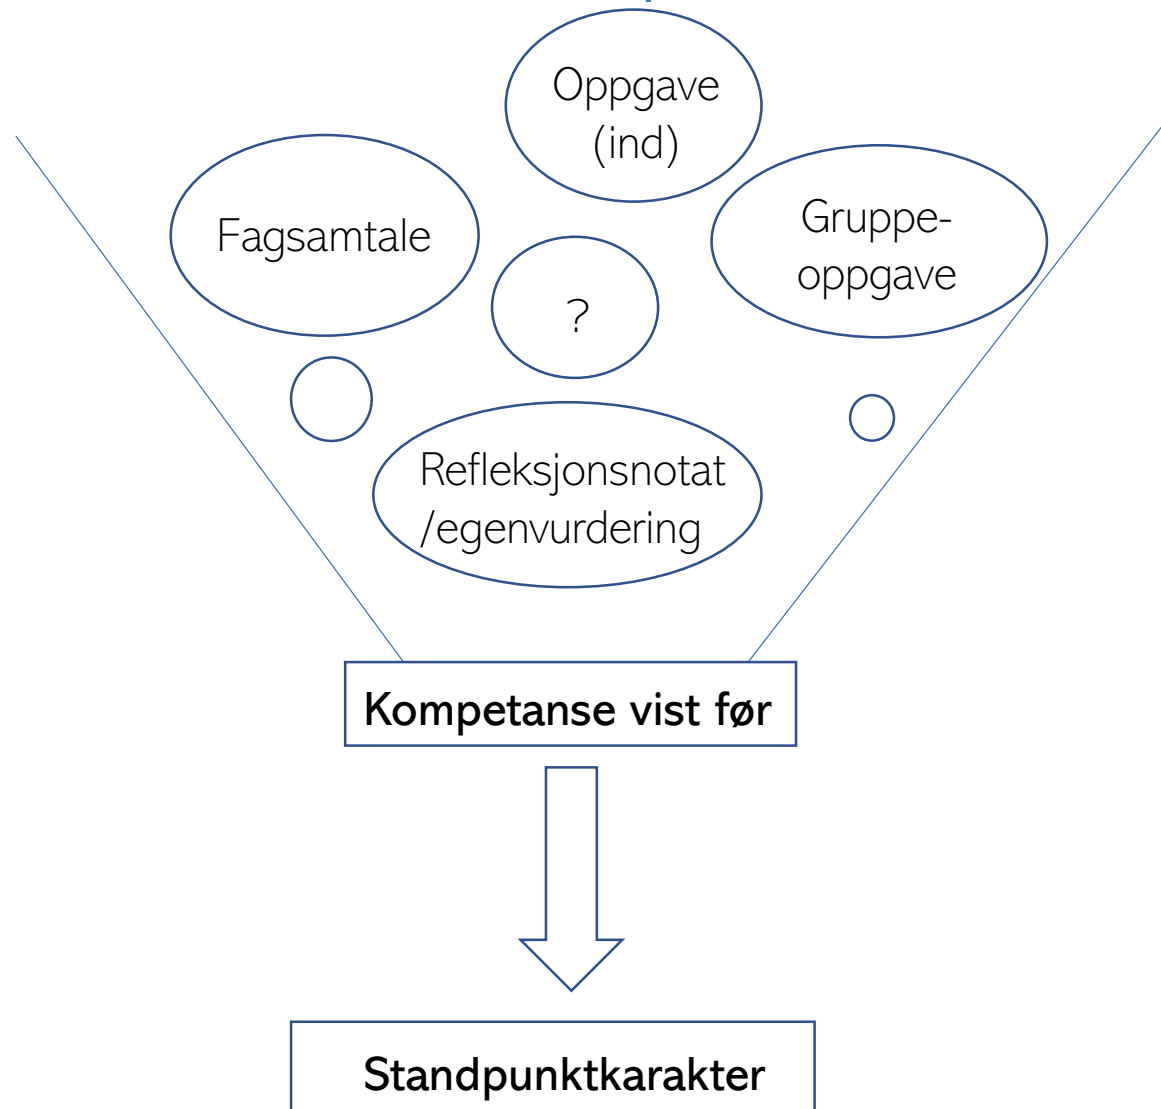 Oppgave
(ind)
Fagsamtale
Gruppe-
oppgave
?
Refleksjonsnotat
/egenvurdering
Kompetanse vist før
Standpunktkarakter